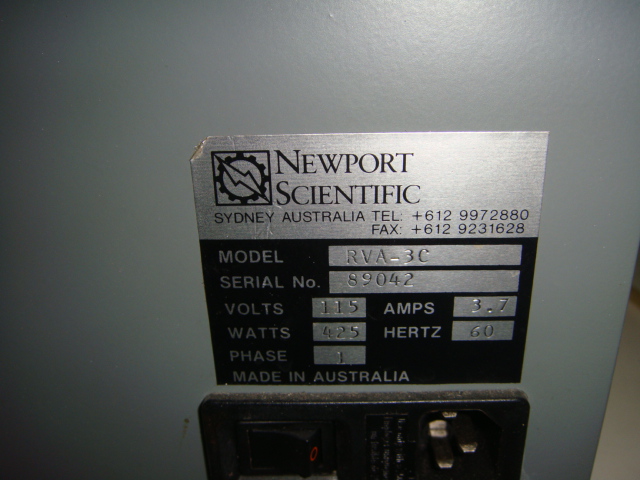 NEWPORT
SCIENTIFIC
SYDNEY AUSTRALIA TEL: +612 9972880
FAX: +612 9231628
MODEL RVA-3C
SERIAL No. 89042
VOLTS 115 AMPS 3.7
WATTS 425 HERTZ 60
PHASE 1
MADE IN AUSTRALIA